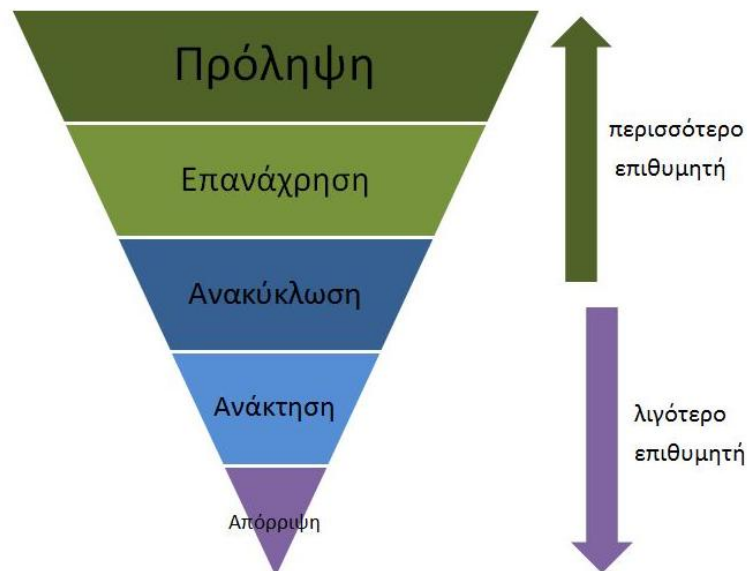 Πρόληψη
Επανάχρηση
Ανακύκλωση
Ανάκτηση
Απόρριψη
περισσότερο
επιθυμητή
λιγότερο
επιθυμητή